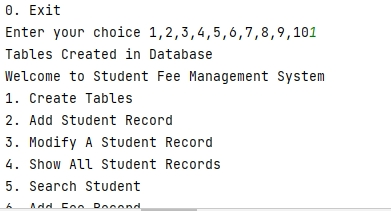 0. Exit
Enter your choice 1,2,3,4,5,6,7,8,9,101
Tables Created in Database
Welcome to Student Fee Management System
1. Create Tables
2. Add Student Record
3. Modify A Student Record
4. Show All Student Records
5. Search Student
6. Add Fee Record